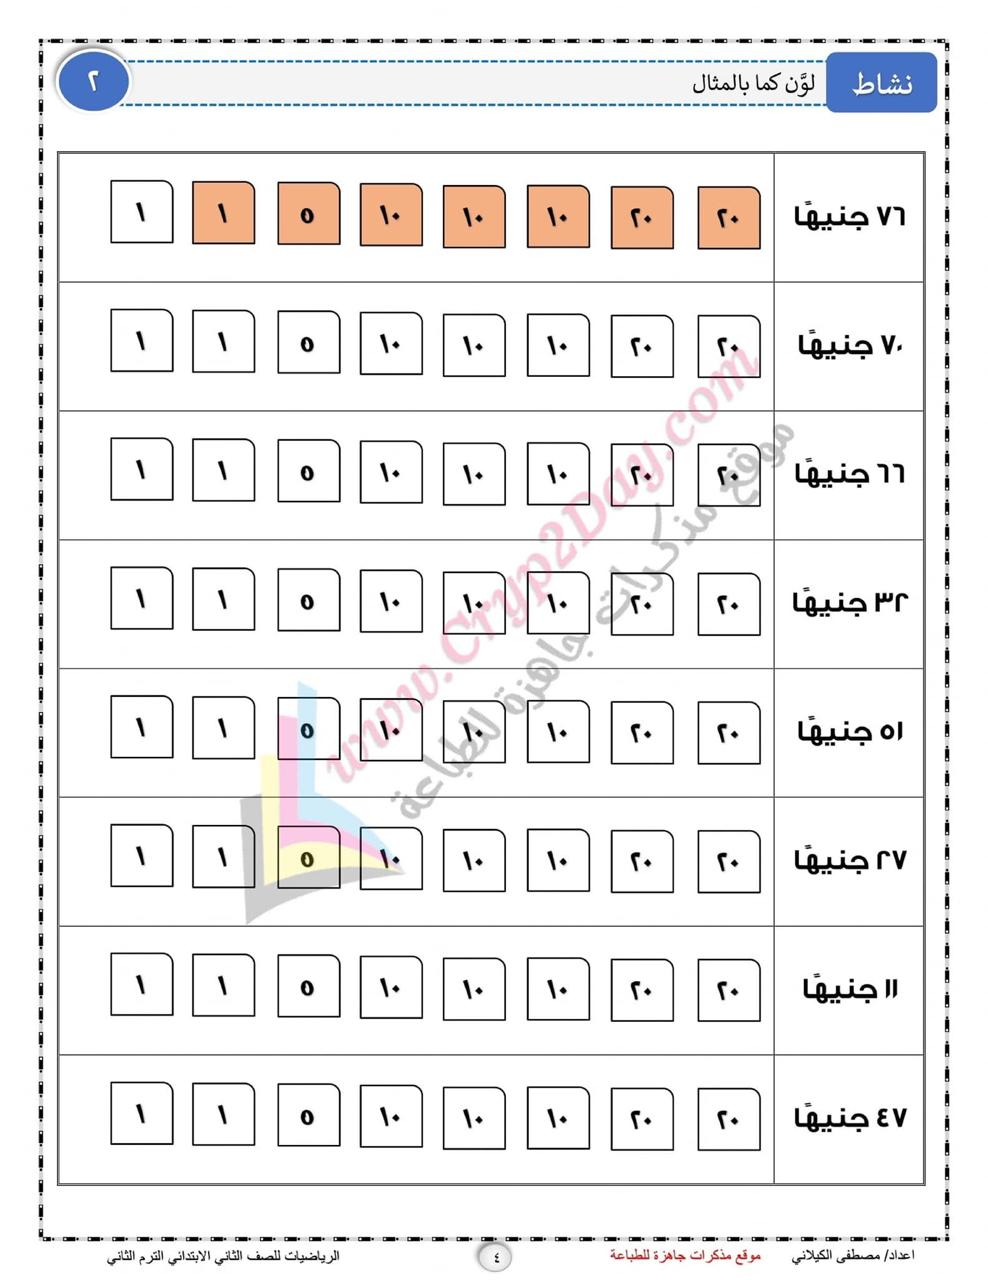 نشاط لوَّن كما بالمثال ٢
٧٦ جنيهًا ٢٠ ٢٠ ١٠ ١٠ ١٠ ٥ ١ ١
٧٠ جنيهًا ٢٠ ٢٠ ١٠ ١٠ ١٠ ٥ ١ ١
٦٦ جنيهًا ٢٠ ٢٠ ١٠ ١٠ ١٠ ٥ ١ ١
٣٢ جنيهًا ٢٠ ٢٠ ١٠ ١٠ ١٠ ٥ ١ ١
٥١ جنيهًا ٢٠ ٢٠ ١٠ ١٠ ١٠ ٥ ١ ١
٢٧ جنيهًا ٢٠ ٢٠ ١٠ ١٠ ١٠ ٥ ١ ١
١١ جنيهًا ٢٠ ٢٠ ١٠ ١٠ ١٠ ٥ ١ ١
٤٧ جنيهًا ٢٠ ٢٠ ١٠ ١٠ ١٠ ٥ ١ ١
www.Cryp2Day.com
موقع مذكرات جاهزة للطباعة
اعداد/ مصطفى الكيلاني موقع مذكرات جاهزة للطباعة ٤ الرياضيات للصف الثاني الابتدائي الترم الثاني